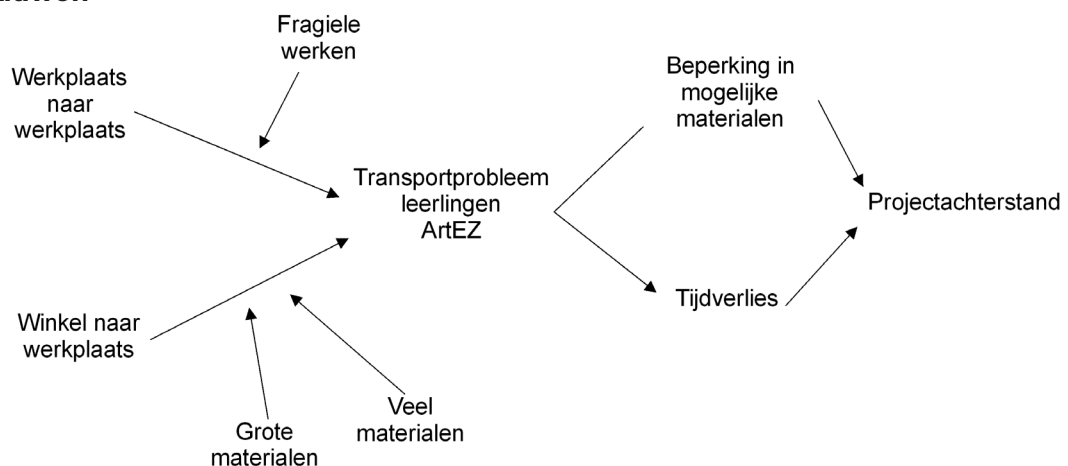 Fragiele
werken
Werkplaats
naar
werkplaats
Beperking in
mogelijke
materialen
Transportprobleem
leerlingen
ArtEZ
Projectachterstand
Tijdverlies
Winkel naar
werkplaats
Veel
materialen
Grote
materialen